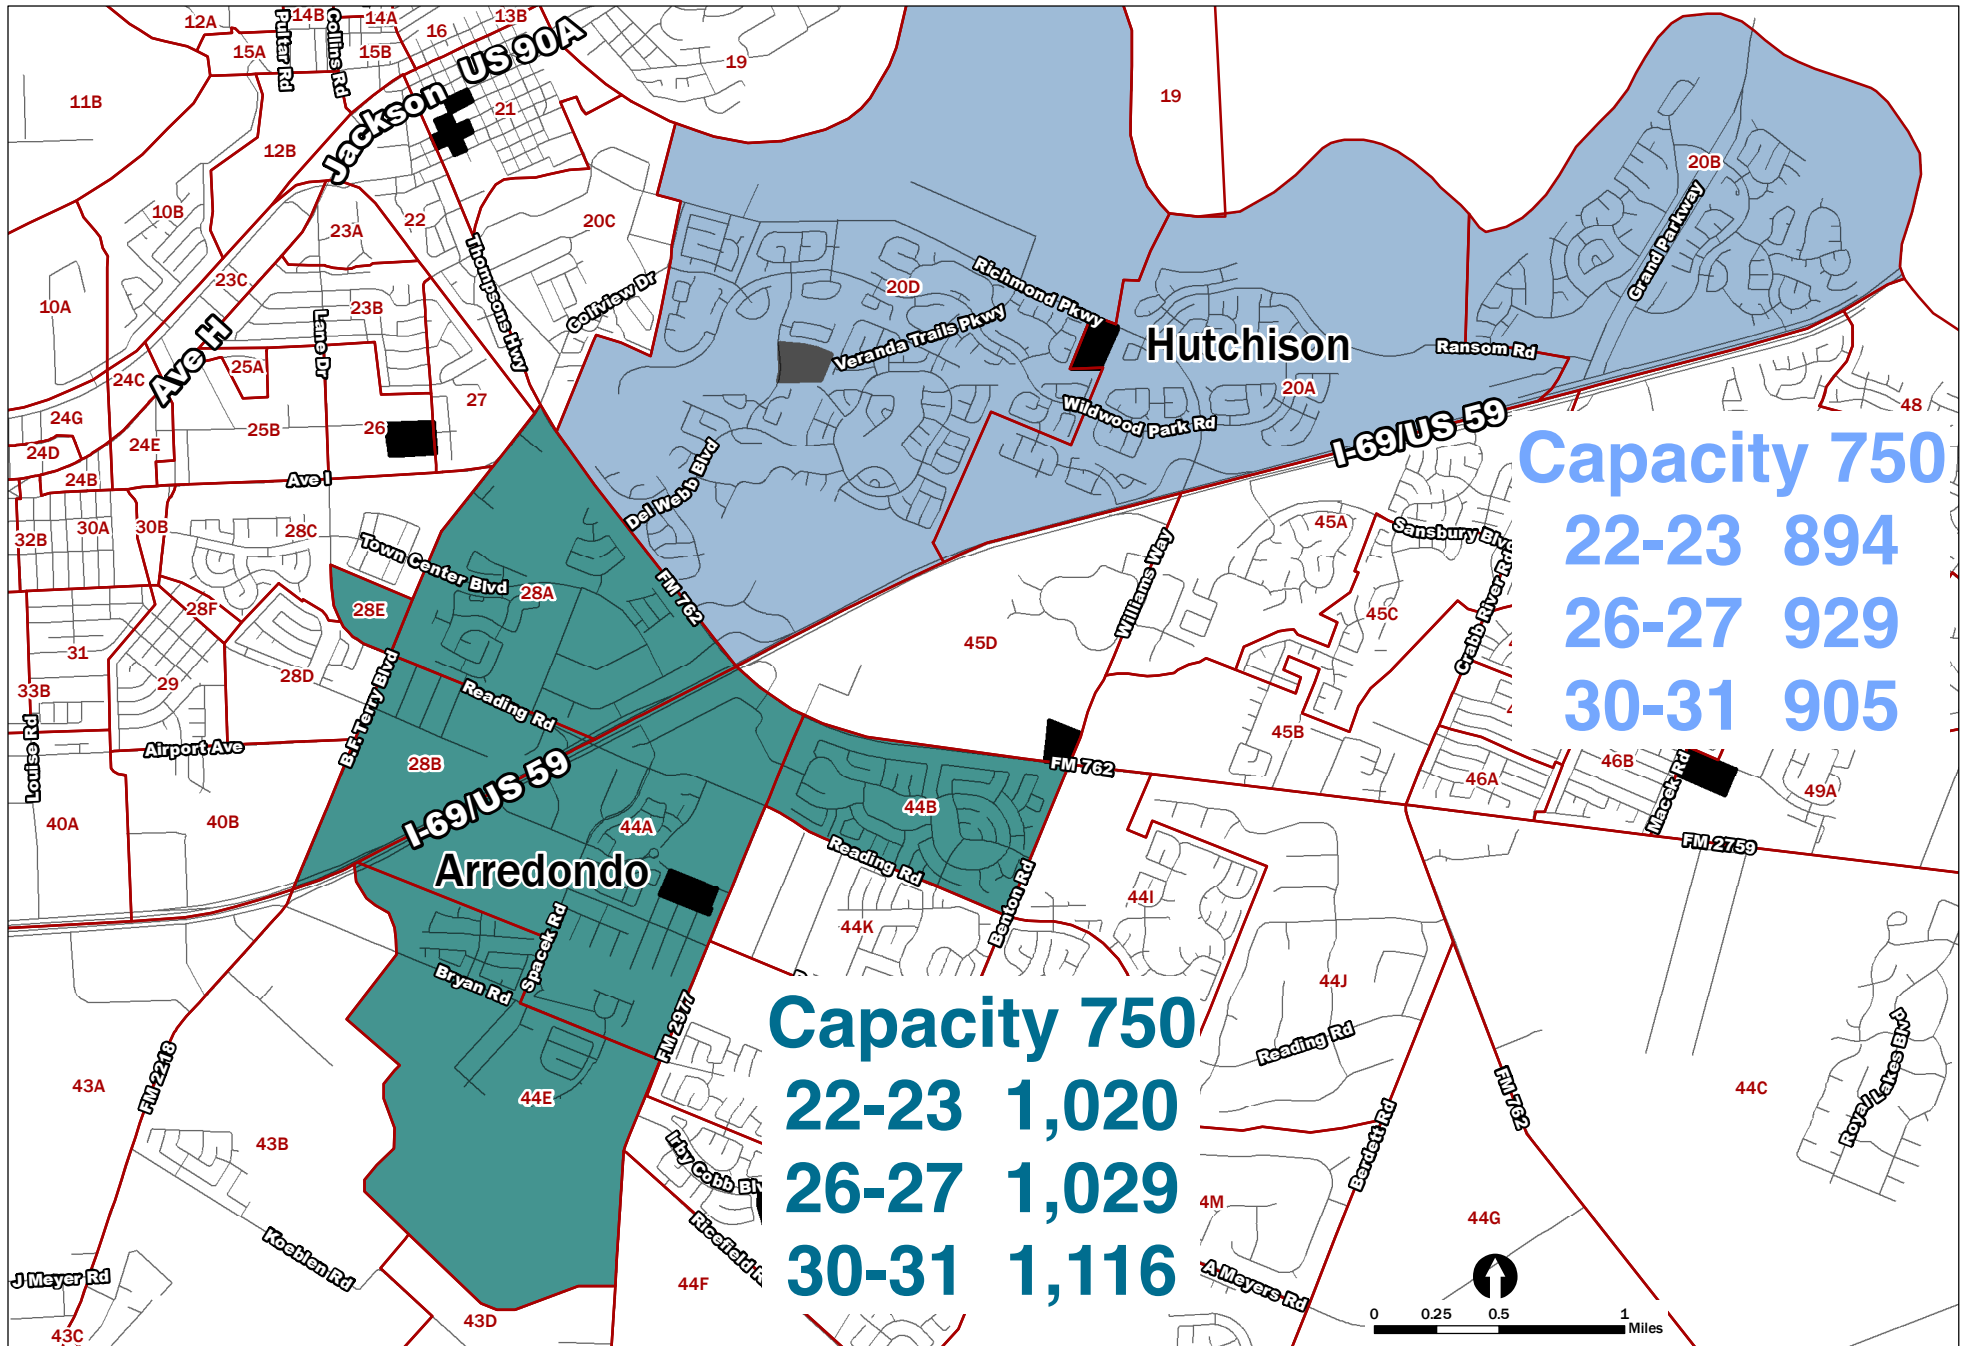 12A
14B
14A
13B
16
Pultar Rd
Collins Rd
15A
15B
US 90A
19
11B
Jackson
21
19
12B
20B
10B
22
20C
23A
Thompsons Hwy
Grand Parkway
23C
Golfview Dr
20D
Richmond Pkwy
10A
23B
Lane Dr
Veranda Trails Pkwy
Hutchison
Ransom Rd
Ave H
25A
24C
20A
27
48
24G
26
25B
Wildwood Park Rd
I-69/US 59
24D
24E
24B
Ave I
Del Webb Blvd
Capacity 750
22-23 894
26-27 929
30-31 905
30A
30B
28C
45A
Sansbury Blvd
32B
Town Center Blvd
28A
FM 762
Williams Way
Crabb River Rd
28F
28E
45C
31
45D
29
28D
33B
B.F. Terry Blvd
Reading Rd
Louise Rd
Airport Ave
45B
28B
I-69/US 59
FM 762
46A
46B
Macek Rd
49A
40A
40B
44A
44B
Reading Rd
FM 2759
Arredondo
Benton Rd
44I
44K
Spacek Rd
Bryan Rd
44J
FM 2977
Capacity 750
22-23 1,020
26-27 1,029
30-31 1,116
Reading Rd
Royal Lakes Blvd
43A
FM 2218
44E
FM 762
44C
43B
Irby Cobb Blv
Berdett Rd
4M
44G
Koeblen Rd
Ricefield R
J Meyer Rd
44F
A Meyers Rd
43D
43C
0 0.25 0.5 1
Miles